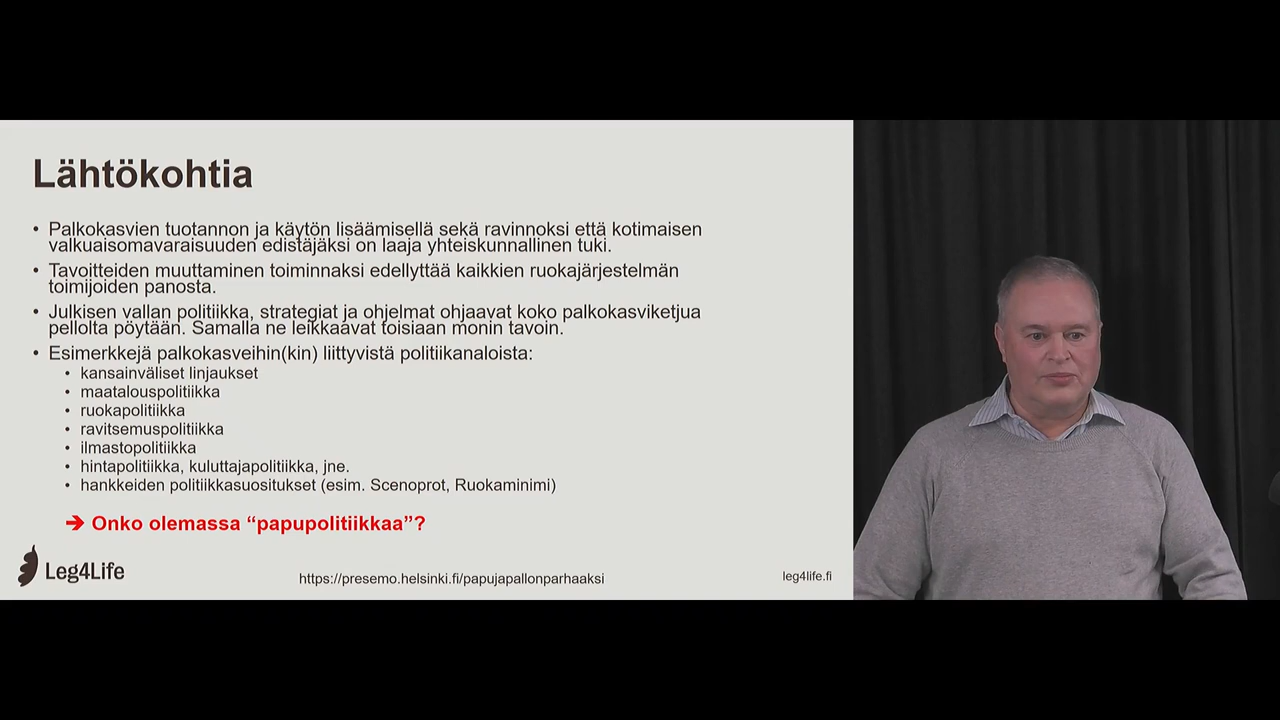 Lähtökohtia
• Palkokasvien tuotannon ja käytön lisäämisellä sekä ravinnoksi että kotimaisen
valkuaisomavaraisuuden edistäjäksi on laaja yhteiskunnallinen tuki.
• Tavoitteiden muuttaminen toiminnaksi edellyttää kaikkien ruokajärjestelmän
toimijoiden panosta.
• Julkisen vallan politiikka, strategiat ja ohjelmat ohjaavat koko palkokasviketjua
pellolta pöytään. Samalla ne leikkaavat toisiaan monin tavoin.
• Esimerkkejä palkokasveihin(kin) liittyvistä politiikanaloista:
• kansainväliset linjaukset
• maatalouspolitiikka
• ruokapolitiikka
• ravitsemuspolitiikka
• ilmastopolitiikka
• hintapolitiikka, kuluttajapolitiikka, jne.
• hankkeiden politiikkasuositukset (esim. Scenoprot, Ruokaminimi)
➔ Onko olemassa “papupolitiikkaa”?
Leg4Life
https://presemo.helsinki.fi/papujapallonparhaaksi
leg4life.fi